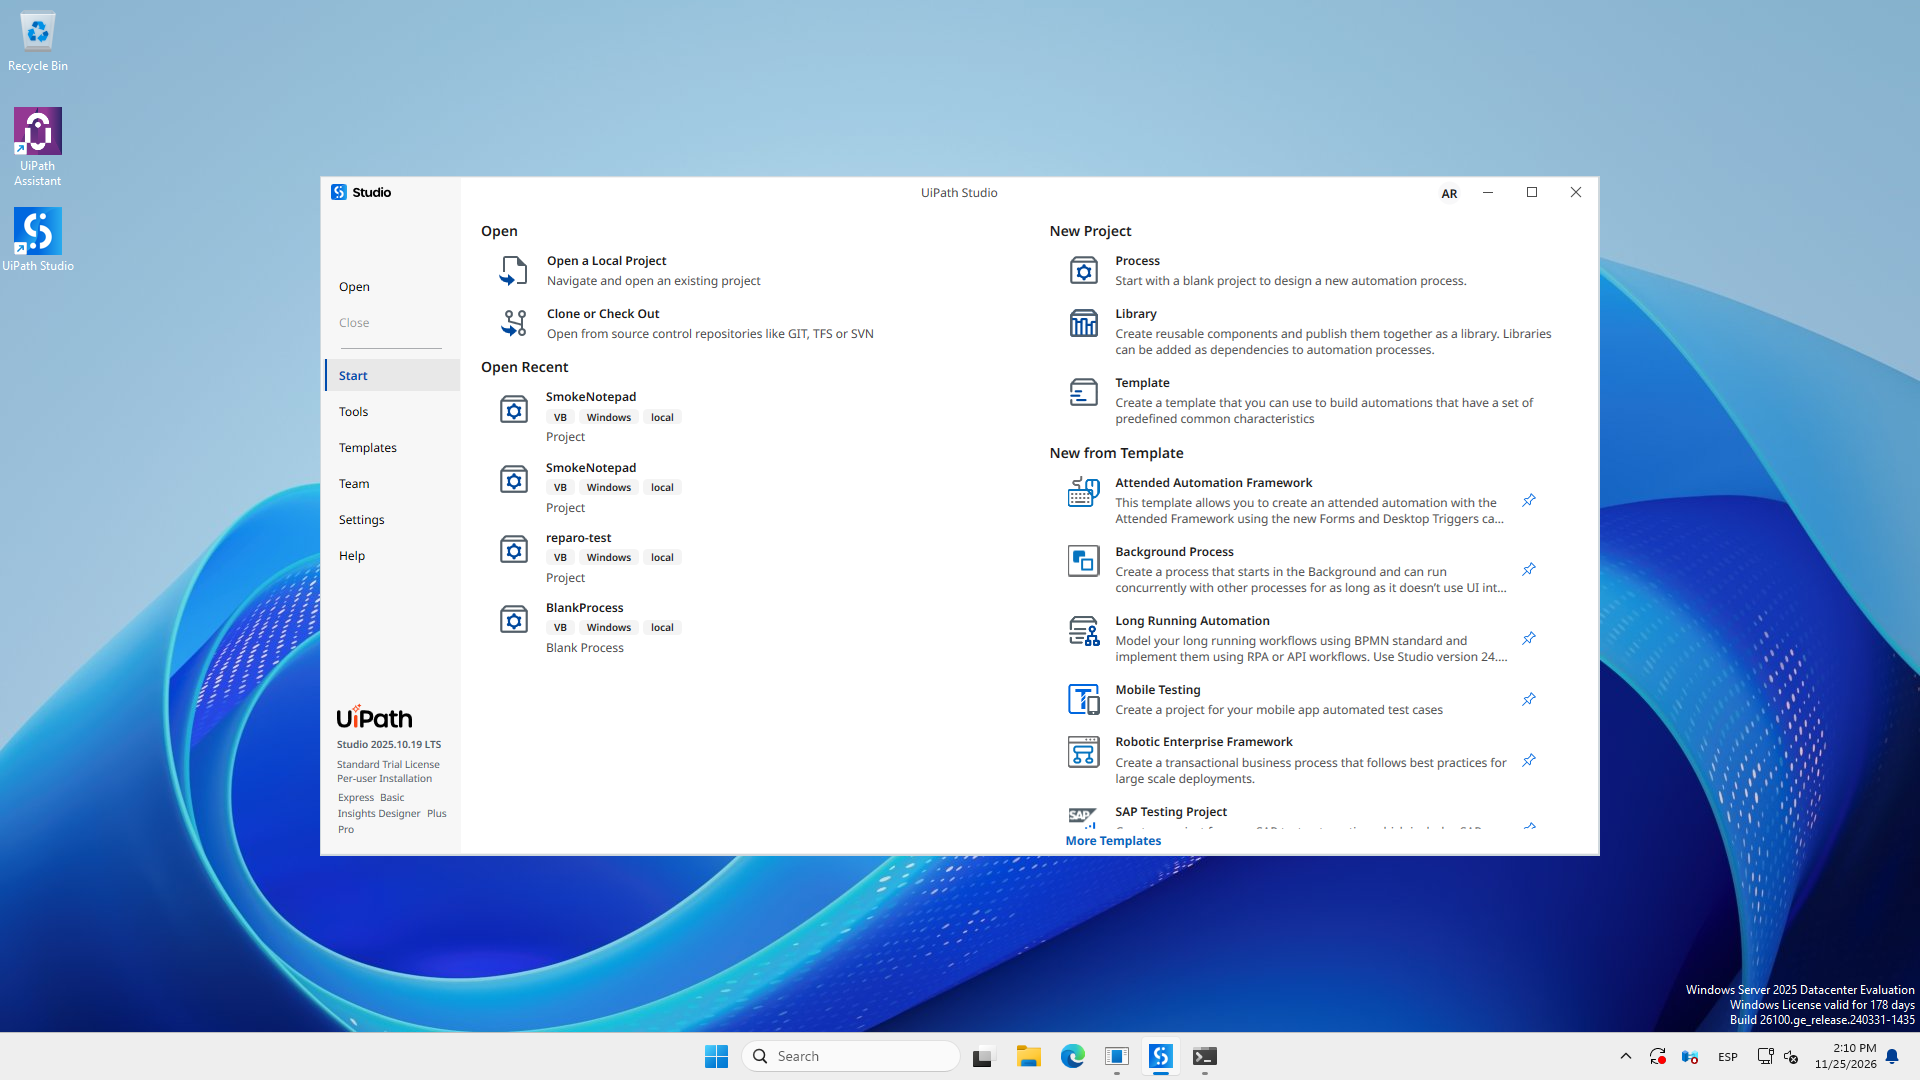 Recycle Bin
UiPath
Assistant
UiPath Studio
Studio
UiPath Studio
AR
Open
Close
Start
Tools
Templates
Team
Settings
Help
UiPath
Studio 2025.10.19 LTS
Standard Trial License
Per-user Installation
Express Basic
Insights Designer Plus
Pro
Open
Open a Local Project
Navigate and open an existing project
Clone or Check Out
Open from source control repositories like GIT, TFS or SVN
Open Recent
SmokeNotepad
VB Windows local
Project
SmokeNotepad
VB Windows local
Project
reparo-test
VB Windows local
Project
BlankProcess
VB Windows local
Blank Process
New Project
Process
Start with a blank project to design a new automation process.
Library
Create reusable components and publish them together as a library. Libraries
can be added as dependencies to automation processes.
Template
Create a template that you can use to build automations that have a set of
predefined common characteristics
New from Template
Attended Automation Framework
This template allows you to create an attended automation with the
Attended Framework using the new Forms and Desktop Triggers ca...
Background Process
Create a process that starts in the Background and can run
concurrently with other processes for as long as it doesn't use UI int...
Long Running Automation
Model your long running workflows using BPMN standard and
implement them using RPA or API workflows. Use Studio version 24....
Mobile Testing
Create a project for your mobile app automated test cases
Robotic Enterprise Framework
Create a transactional business process that follows best practices for
large scale deployments.
SAP
SAP Testing Project
More Templates
Windows Server 2025 Datacenter Evaluation
Windows License valid for 178 days
Build 26100.ge_release.240331-1435
Search
ESP
2:10 PM
11/25/2026